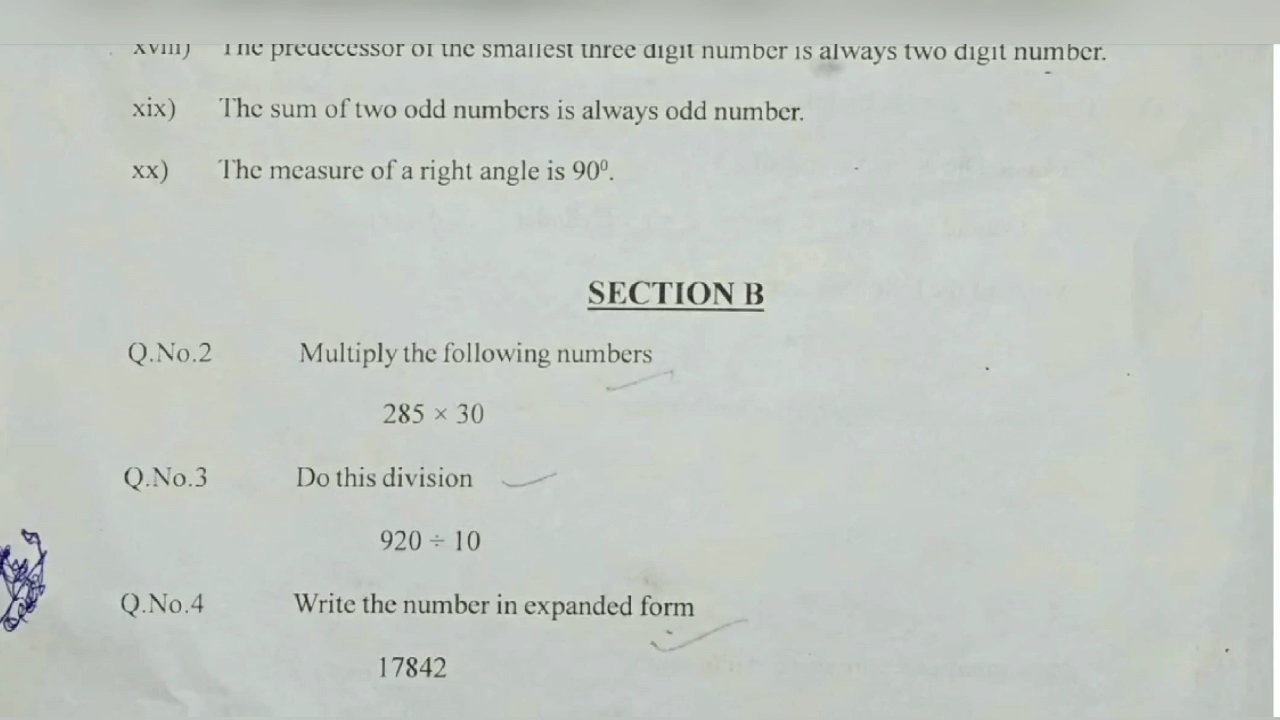 xviii) The predecessor of the smallest three digit number is always two digit number.
xix) The sum of two odd numbers is always odd number.
xx) The measure of a right angle is 90⁰.
SECTION B
Q.No.2 Multiply the following numbers
285 × 30
Q.No.3 Do this division
920 ÷ 10
Q.No.4 Write the number in expanded form
17842